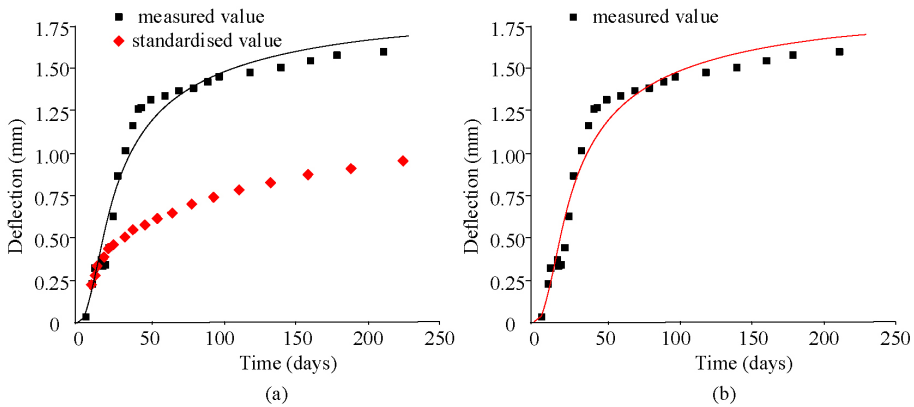 measured value
standardised value
1.75
1.50
1.25
1.00
0.75
0.50
0.25
0
Deflection (mm)
0 50 100 150 200 250
Time (days)
(a)
measured value
1.75
1.50
1.25
1.00
0.75
0.50
0.25
0
Deflection (mm)
0 50 100 150 200 250
Time (days)
(b)